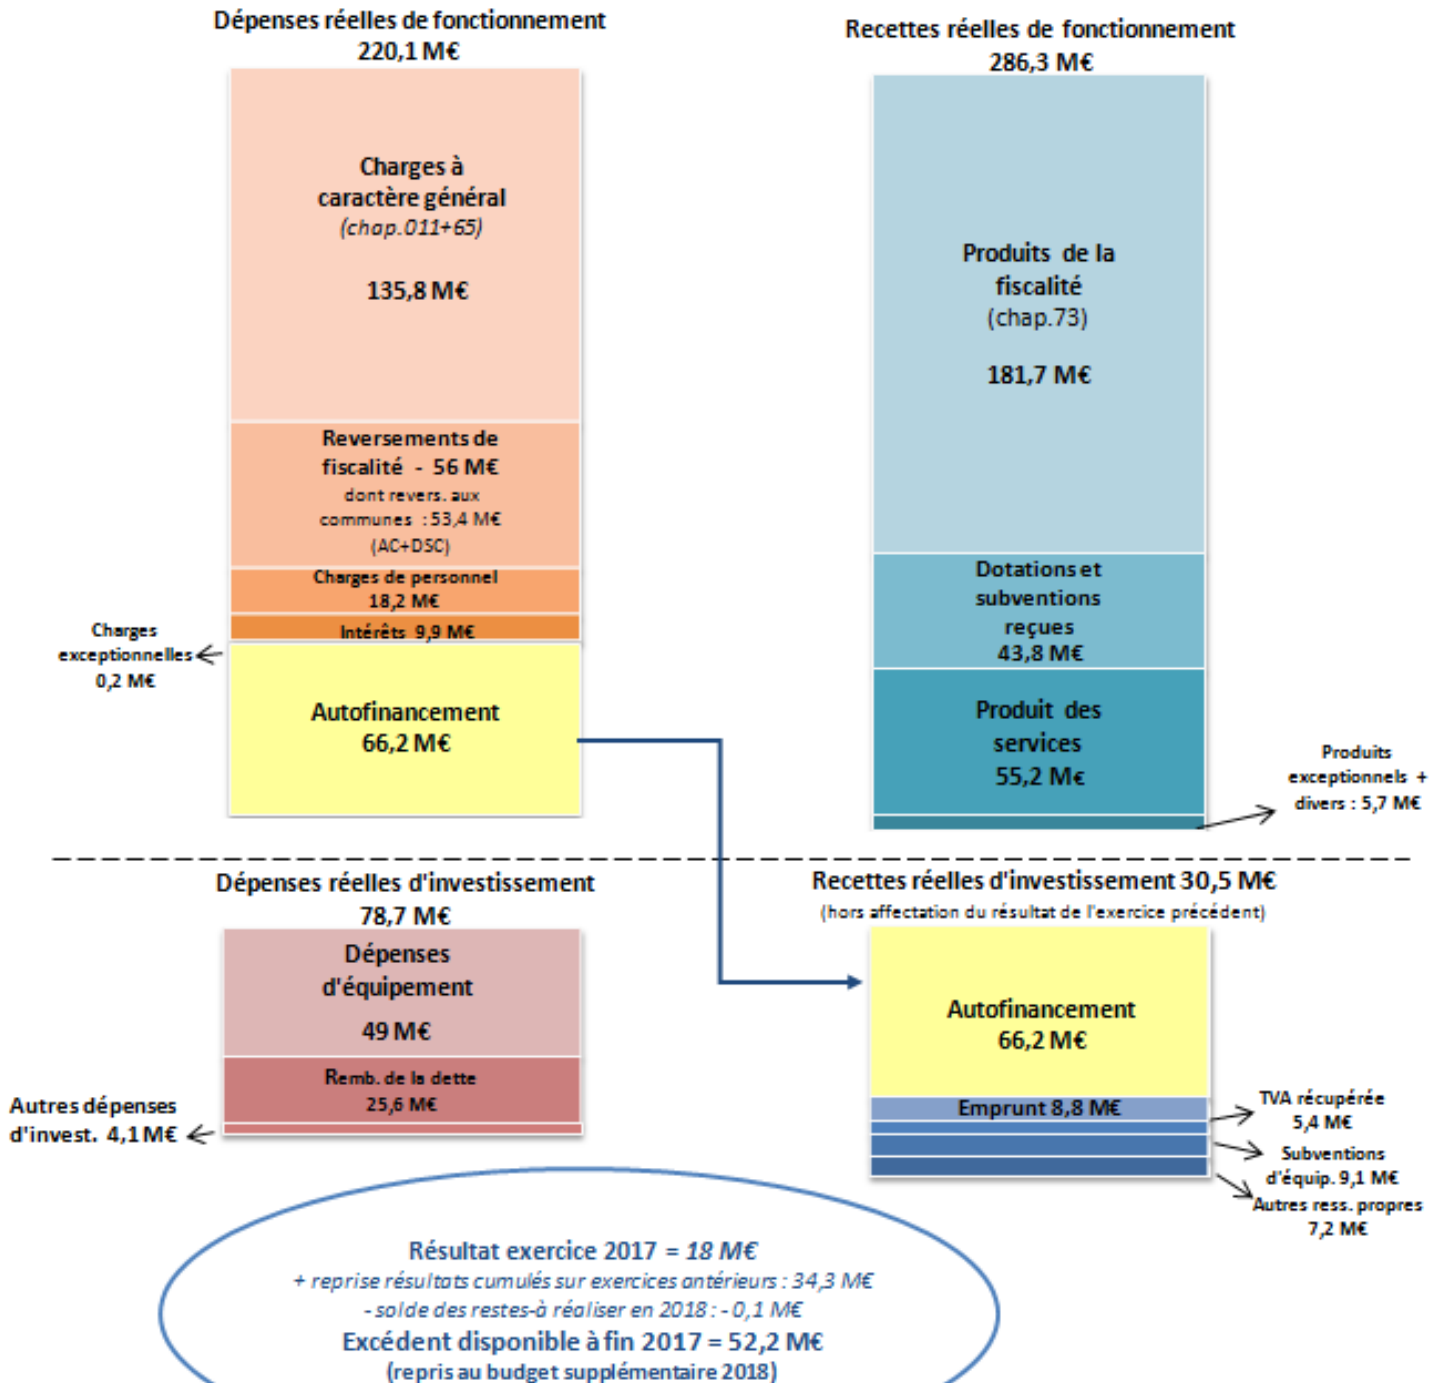 Dépenses réelles de fonctionnement
220,1 M€
Charges à
caractère général
(chap.011+65)
135,8 M€
Reversements de
fiscalité - 56 M€
dont revers. aux
communes : 53,4 M€
(AC+DSC)
Charges de personnel
18,2 M€
Intérêts 9,9 M€
Charges
exceptionnelles
0,2 M€
Autofinancement
66,2 M€
Recettes réelles de fonctionnement
286,3 M€
Produits de la
fiscalité
(chap.73)
181,7 M€
Dotations et
subventions
reçues
43,8 M€
Produit des
services
55,2 M€
Produits
exceptionnels +
divers : 5,7 M€
Dépenses réelles d'investissement
78,7 M€
Dépenses
d'équipement
49 M€
Remb. de la dette
25,6 M€
Autres dépenses
d'invest. 4,1 M€
Recettes réelles d'investissement 30,5 M€
(hors affectation du résultat de l'exercice précédent)
Autofinancement
66,2 M€
Emprunt 8,8 M€
TVA récupérée
5,4 M€
Subventions
d'équip. 9,1 M€
Autres ress. propres
7,2 M€
Résultat exercice 2017 = 18 M€
+ reprise résultats cumulés sur exercices antérieurs : 34,3 M€
- solde des restes-à réaliser en 2018 : - 0,1 M€
Excédent disponible à fin 2017 = 52,2 M€
(repris au budget supplémentaire 2018)